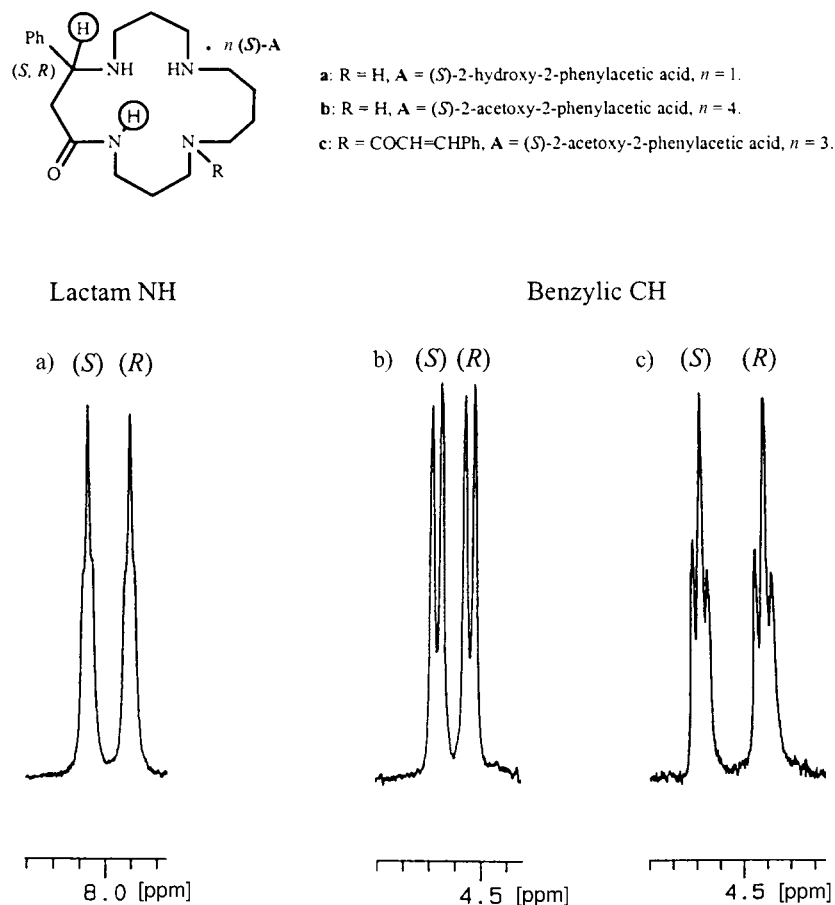 Ph H
(S, R) NH HN · n (S)-A
H
N N
O R
a: R = H, A = (S)-2-hydroxy-2-phenylacetic acid, n = 1.
b: R = H, A = (S)-2-acetoxy-2-phenylacetic acid, n = 4.
c: R = COCH=CHPh, A = (S)-2-acetoxy-2-phenylacetic acid, n = 3.
Lactam NH Benzylic CH
a) (S) (R) b) (S) (R) c) (S) (R)
8.0 [ppm] 4.5 [ppm] 4.5 [ppm]